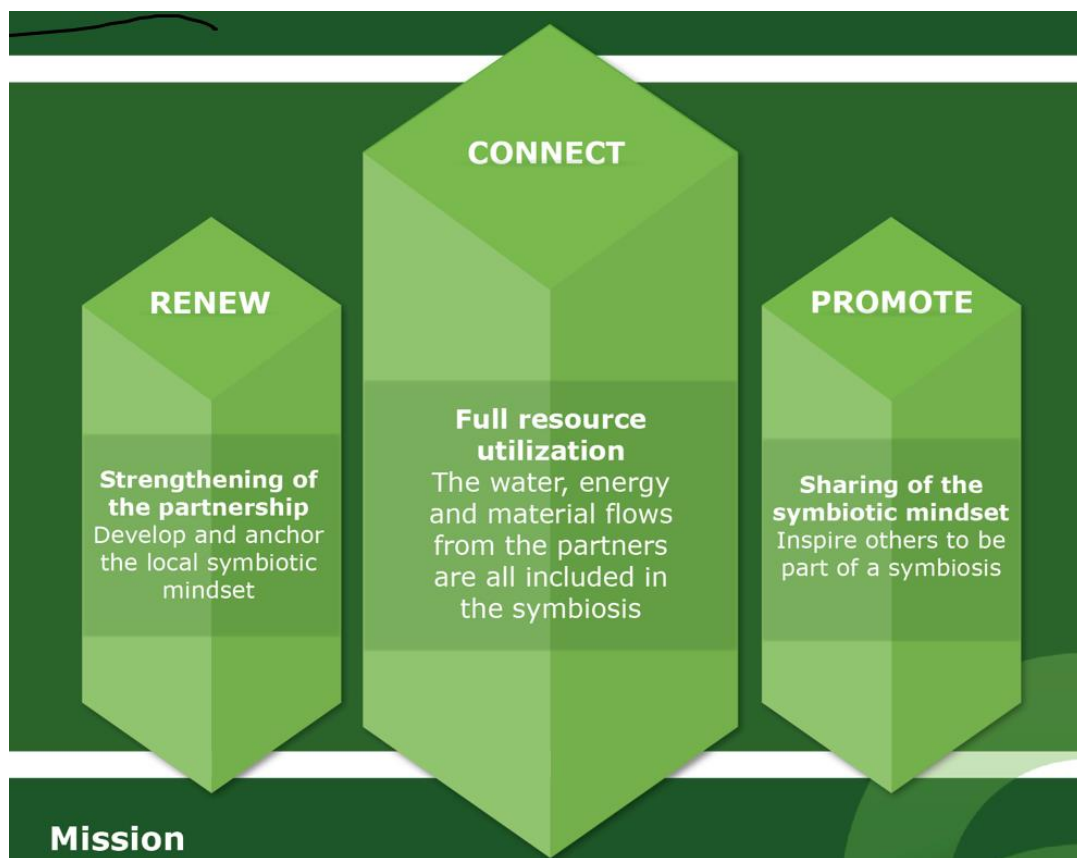 CONNECT
RENEW
PROMOTE
Strengthening of
the partnership
Develop and anchor
the local symbiotic
mindset
Full resource
utilization
The water, energy
and material flows
from the partners
are all included in
the symbiosis
Sharing of the
symbiotic mindset
Inspire others to be
part of a symbiosis
Mission